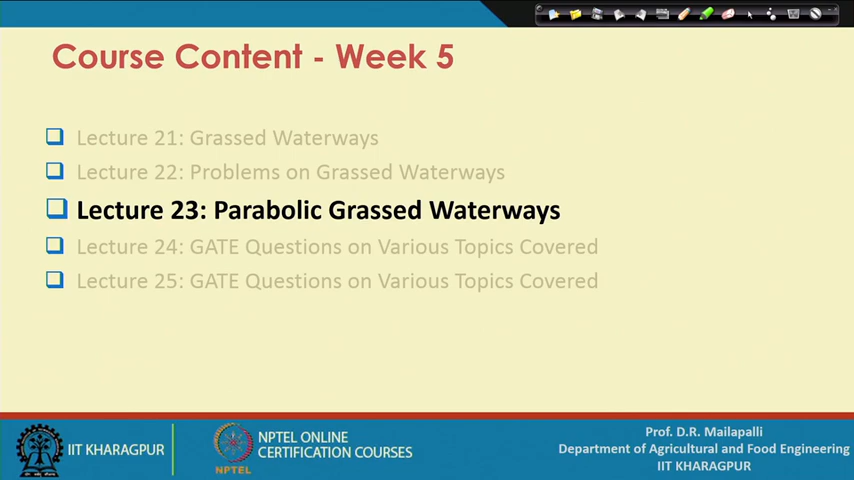 Course Content - Week 5
Lecture 21: Grassed Waterways
Lecture 22: Problems on Grassed Waterways
Lecture 23: Parabolic Grassed Waterways
Lecture 24: GATE Questions on Various Topics Covered
Lecture 25: GATE Questions on Various Topics Covered
IIT KHARAGPUR
NPTEL
NPTEL ONLINE
CERTIFICATION COURSES
Prof. D.R. Mailapalli
Department of Agricultural and Food Engineering
IIT KHARAGPUR